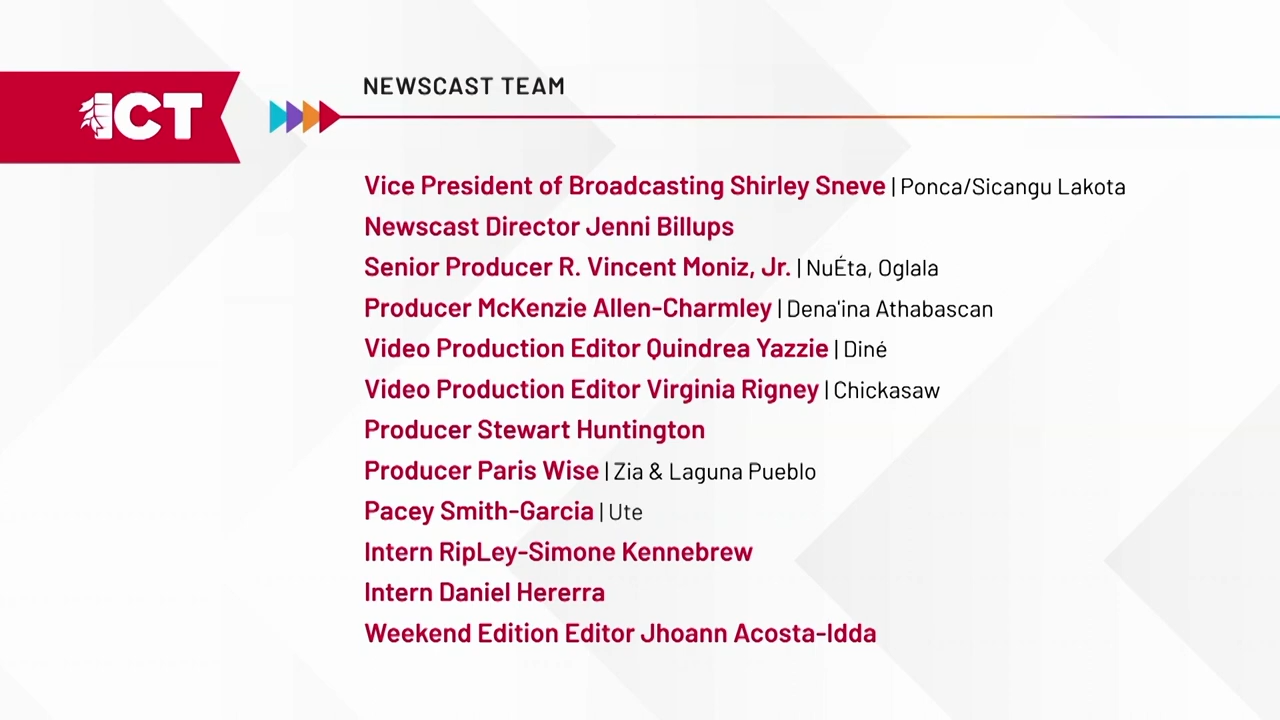 ICT
NEWSCAST TEAM
Vice President of Broadcasting Shirley Sneve | Ponca/Sicangu Lakota
Newscast Director Jenni Billups
Senior Producer R. Vincent Moniz, Jr. | NuÉta, Oglala
Producer McKenzie Allen-Charmley | Dena'ina Athabascan
Video Production Editor Quindrea Yazzie | Diné
Video Production Editor Virginia Rigney | Chickasaw
Producer Stewart Huntington
Producer Paris Wise | Zia & Laguna Pueblo
Pacey Smith-Garcia | Ute
Intern RipLey-Simone Kennebrew
Intern Daniel Hererra
Weekend Edition Editor Jhoann Acosta-Idda